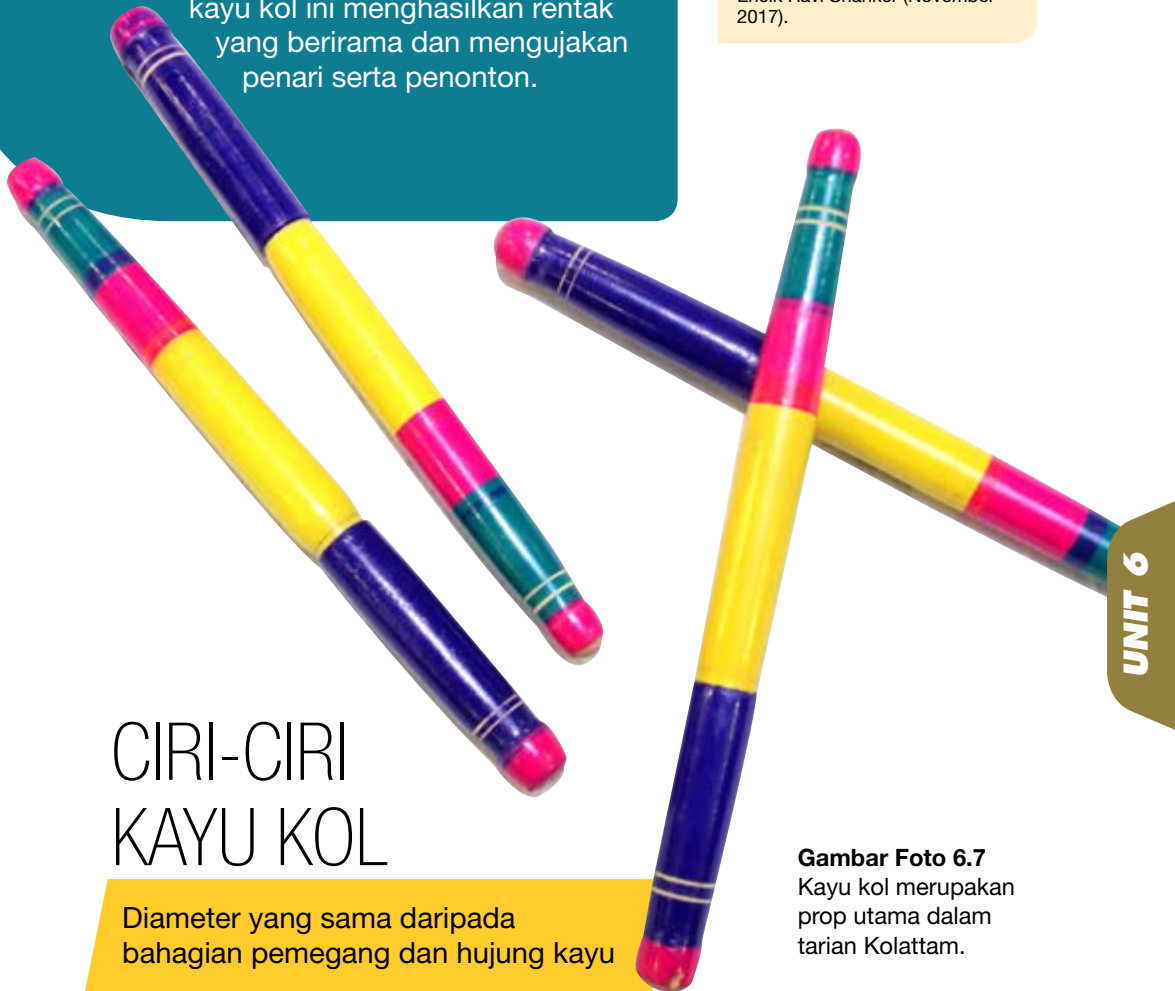 kayu kol ini menghasilkan rentak
yang berirama dan mengujakan
penari serta penonton.
2017).
UNIT 6
CIRI-CIRI
KAYU KOL
Diameter yang sama daripada
bahagian pemegang dan hujung kayu
Gambar Foto 6.7
Kayu kol merupakan
prop utama dalam
tarian Kolattam.